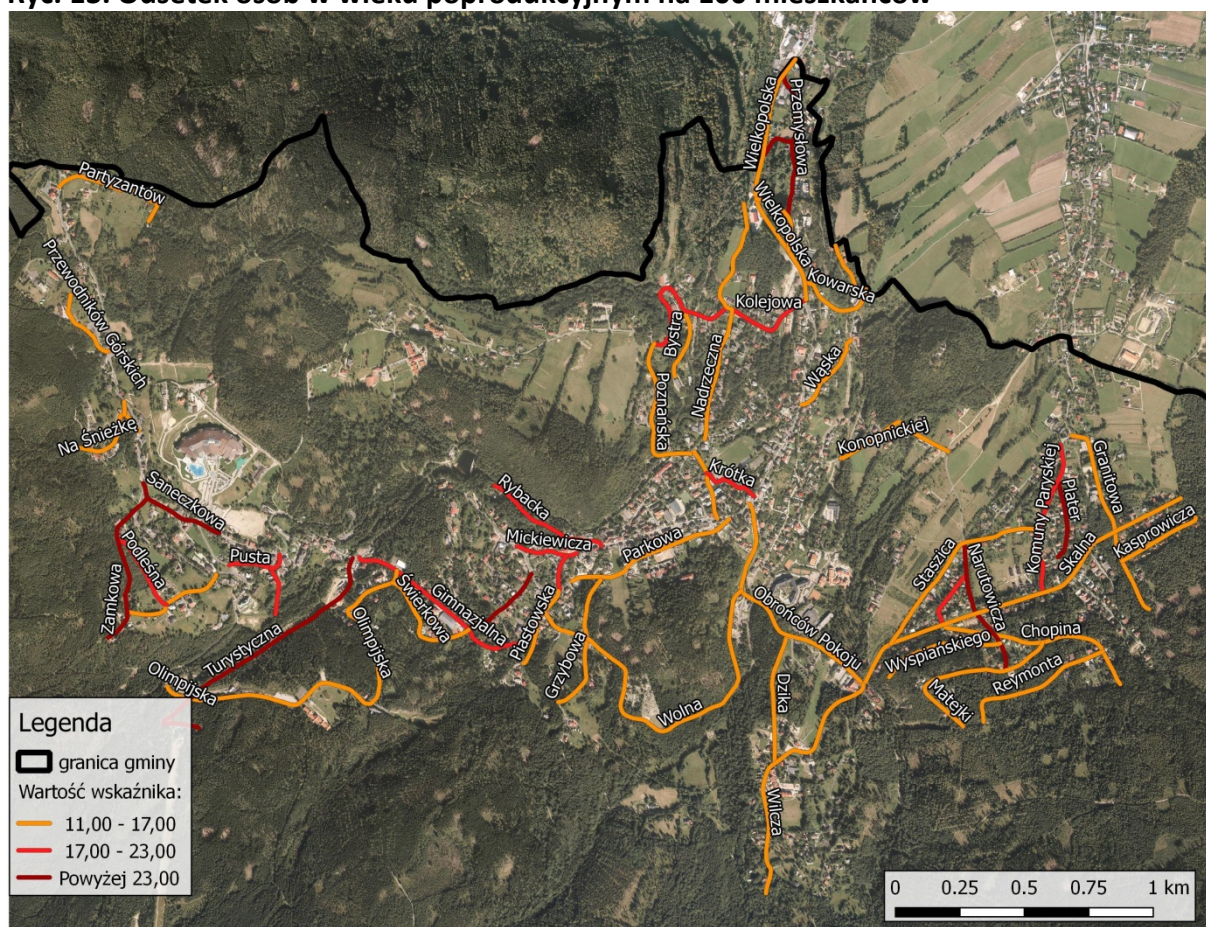 Ryc. 23. Odsetek osób w wieku poprodukcyjnym na 100 mieszkańców
Wielkopolska
Przemysłowa
Partyzantów
Przewodników Górskich
Wielkopolska
Kowarska
Kolejowa
Bystra
Nadrzeczna
Poznańska
Wąska
Na Śnieżkę
Konopnickiej
Komuny Paryskiej
Plater
Granitowa
Krótka
Rybacka
Saneczkowa
Mickiewicza
Parkowa
Kasprowicza
Skalna
Staszica
Narutowicza
Pusta
Podleśna
Zamkowa
Świerkowa
Gimnazjalna
Piastowska
Olimpijska
Turystyczna
Grzybowa
Obrońców Pokoju
Wyspiańskiego
Chopina
Reymonta
Matejki
Olimpijska
Dzika
Wolna
Wilcza
Legenda
granica gminy
Wartość wskaźnika:
11,00 - 17,00
17,00 - 23,00
Powyżej 23,00
0 0.25 0.5 0.75 1 km